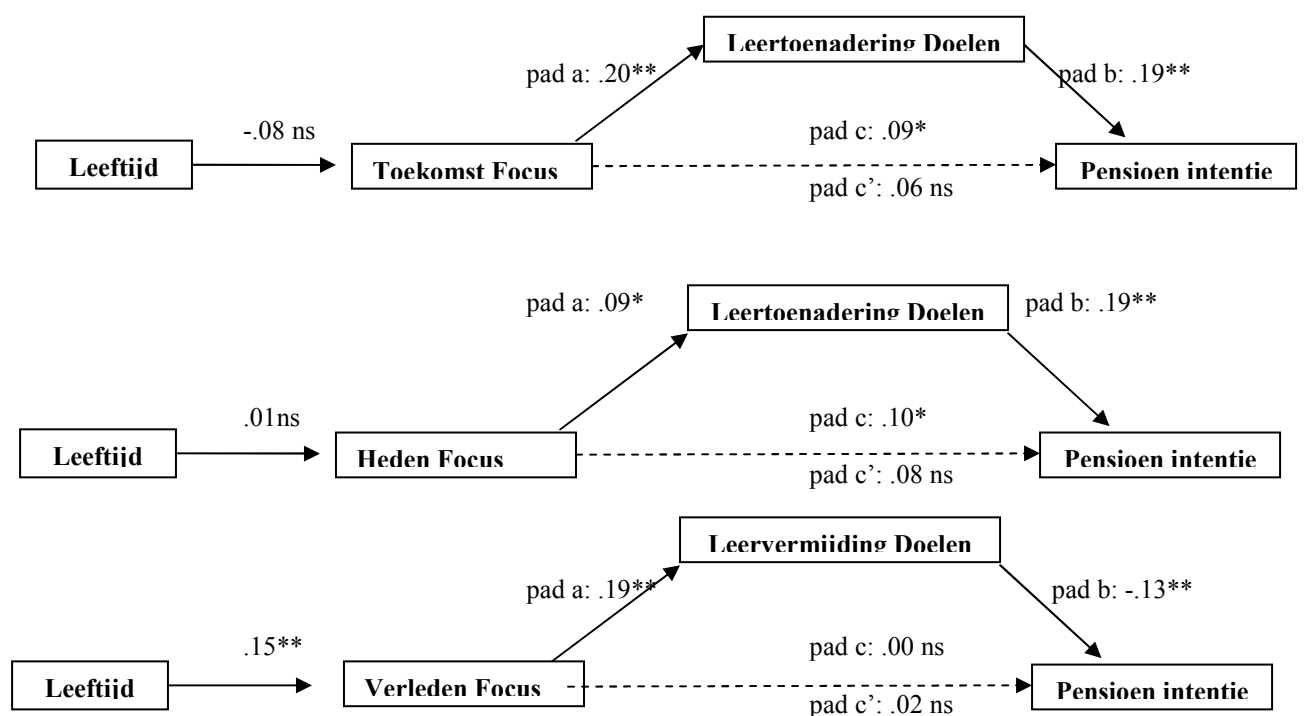 Leertoenadering Doelen
pad a: .20**
pad b: .19**
-.08 ns
pad c: .09*
Leeftijd
Toekomst Focus
Pensioen intentie
pad c’: .06 ns
pad a: .09*
Leertoenadering Doelen
pad b: .19**
.01ns
pad c: .10*
Leeftijd
Heden Focus
Pensioen intentie
pad c’: .08 ns
Leervermijding Doelen
pad a: .19**
pad b: -.13**
.15**
pad c: .00 ns
Leeftijd
Verleden Focus
Pensioen intentie
pad c’: .02 ns